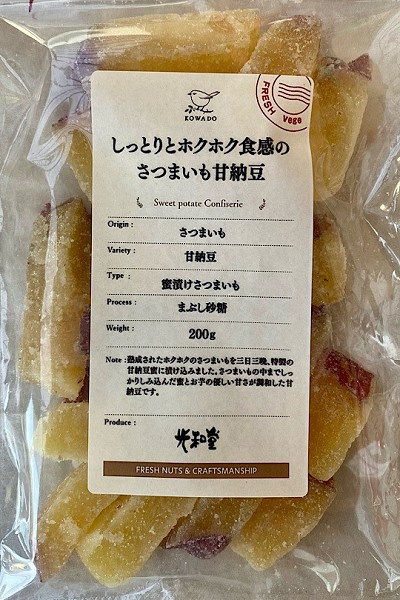 KOWADO
FRESH
Vege
しっとりとホクホク食感の
さつまいも甘納豆
Sweet potate Confiserie
Origin :
さつまいも
Variety :
甘納豆
Type :
蜜漬けさつまいも
Process :
まぶし砂糖
Weight :
200g
Note : 熟成されたホクホクのさつまいもを三日三晩、特製の
甘納豆蜜に漬け込みました。さつまいもの中までしっ
かりしみ込んだ蜜とお芋の優しい甘さが調和した甘
納豆です。
Produce :
光和堂
FRESH NUTS & CRAFTSMANSHIP